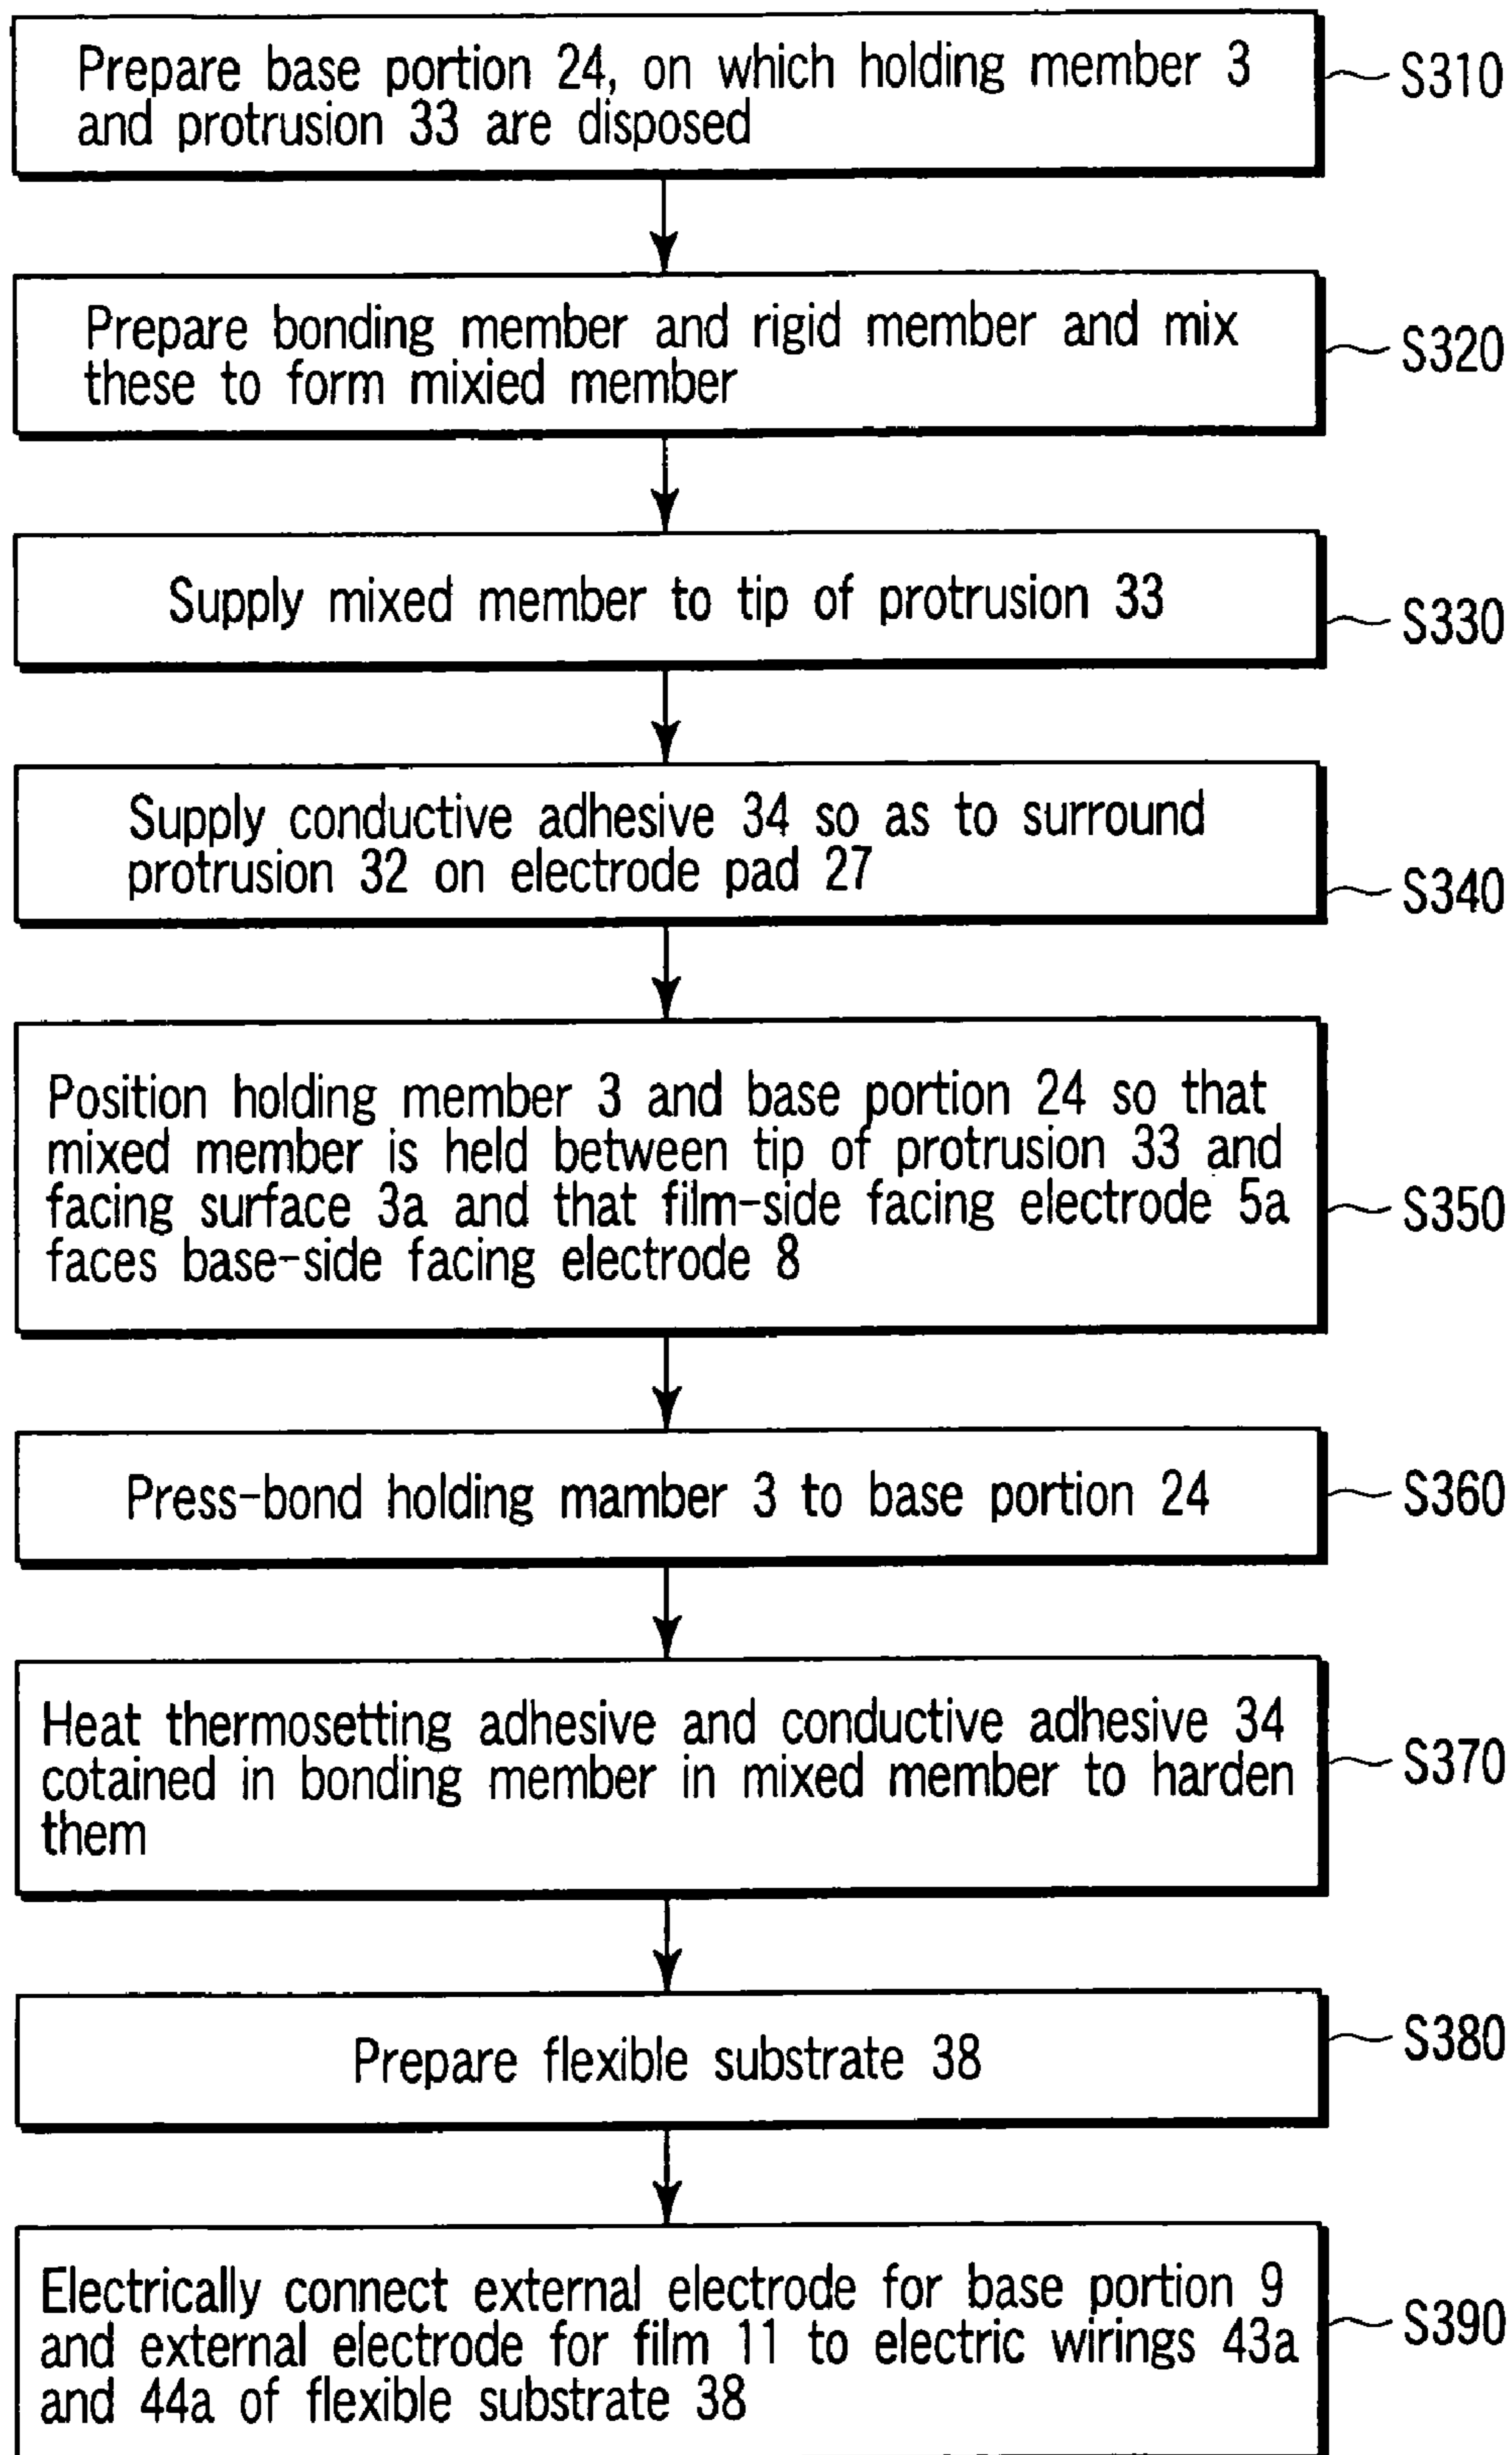 Prepare base portion 24, on which holding member 3
and protrusion 33 are disposed
S310
Prepare bonding member and rigid member and mix
these to form mixied member
S320
Supply mixed member to tip of protrusion 33
S330
Supply conductive adhesive 34 so as to surround
protrusion 32 on electrode pad 27
S340
Position holding member 3 and base portion 24 so that
mixed member is held between tip of protrusion 33 and
facing surface 3a and that film-side facing electrode 5a
faces base-side facing electrode 8
S350
Press-bond holding mamber 3 to base portion 24
S360
Heat thermosetting adhesive and conductive adhesive 34
cotained in bonding member in mixed member to harden
them
S370
Prepare flexible substrate 38
S380
Electrically connect external electrode for base portion 9
and external electrode for film 11 to electric wirings 43a
and 44a of flexible substrate 38
S390